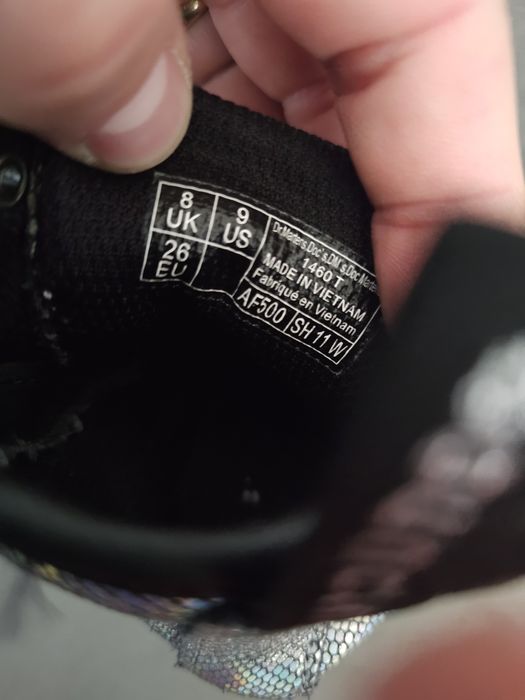 8
UK
9
US
26
EU
Dr.Martens.Doc's.DM's.Doc Martens
1460 T
MADE IN VIETNAM
Fabriqué en Vietnam
AF500
SH 11 W